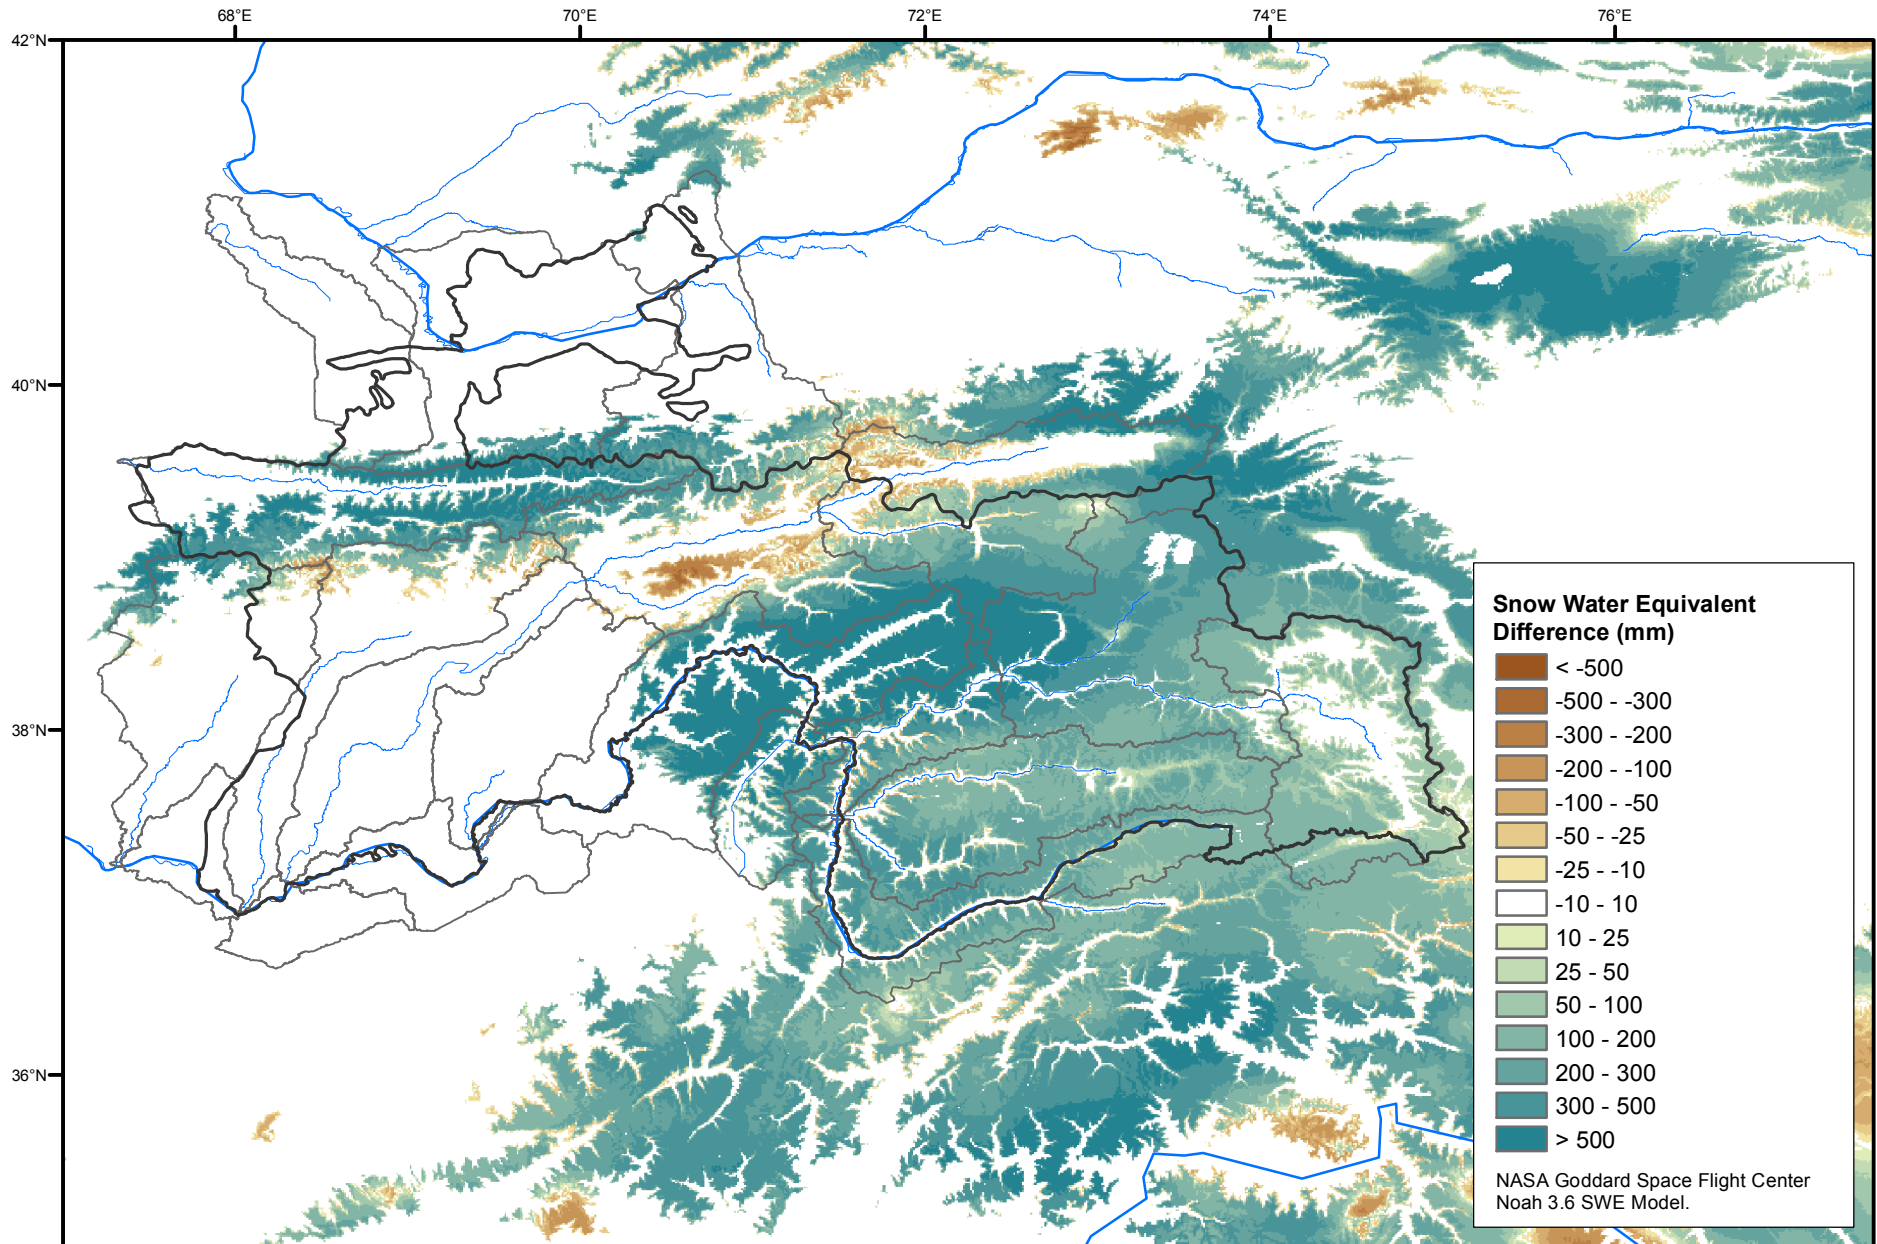 68°E 70°E 72°E 74°E 76°E
42°N
40°N
38°N
36°N
Snow Water Equivalent
Difference (mm)
< -500
-500 - -300
-300 - -200
-200 - -100
-100 - -50
-50 - -25
-25 - -10
-10 - 10
10 - 25
25 - 50
50 - 100
100 - 200
200 - 300
300 - 500
> 500
NASA Goddard Space Flight Center
Noah 3.6 SWE Model.